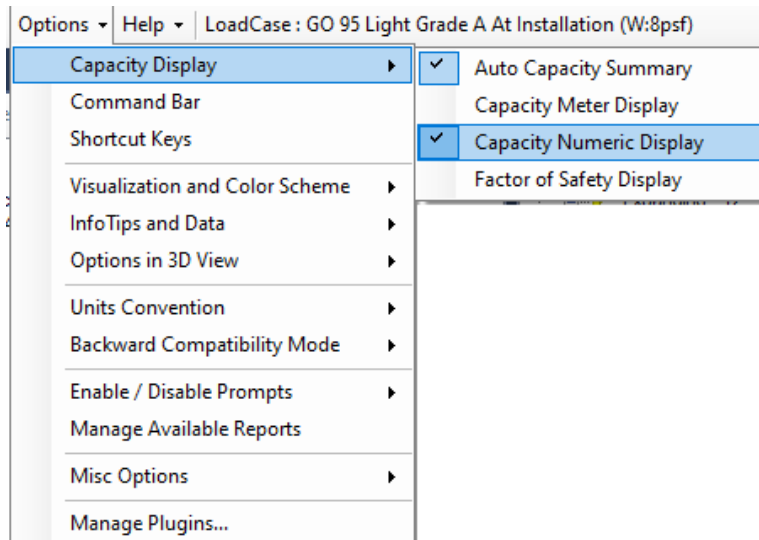 Options Help LoadCase : GO 95 Light Grade A At Installation (W:8psf)
Capacity Display
Command Bar
Shortcut Keys
Visualization and Color Scheme
InfoTips and Data
Options in 3D View
Units Convention
Backward Compatibility Mode
Enable / Disable Prompts
Manage Available Reports
Misc Options
Manage Plugins...
Auto Capacity Summary
Capacity Meter Display
Capacity Numeric Display
Factor of Safety Display